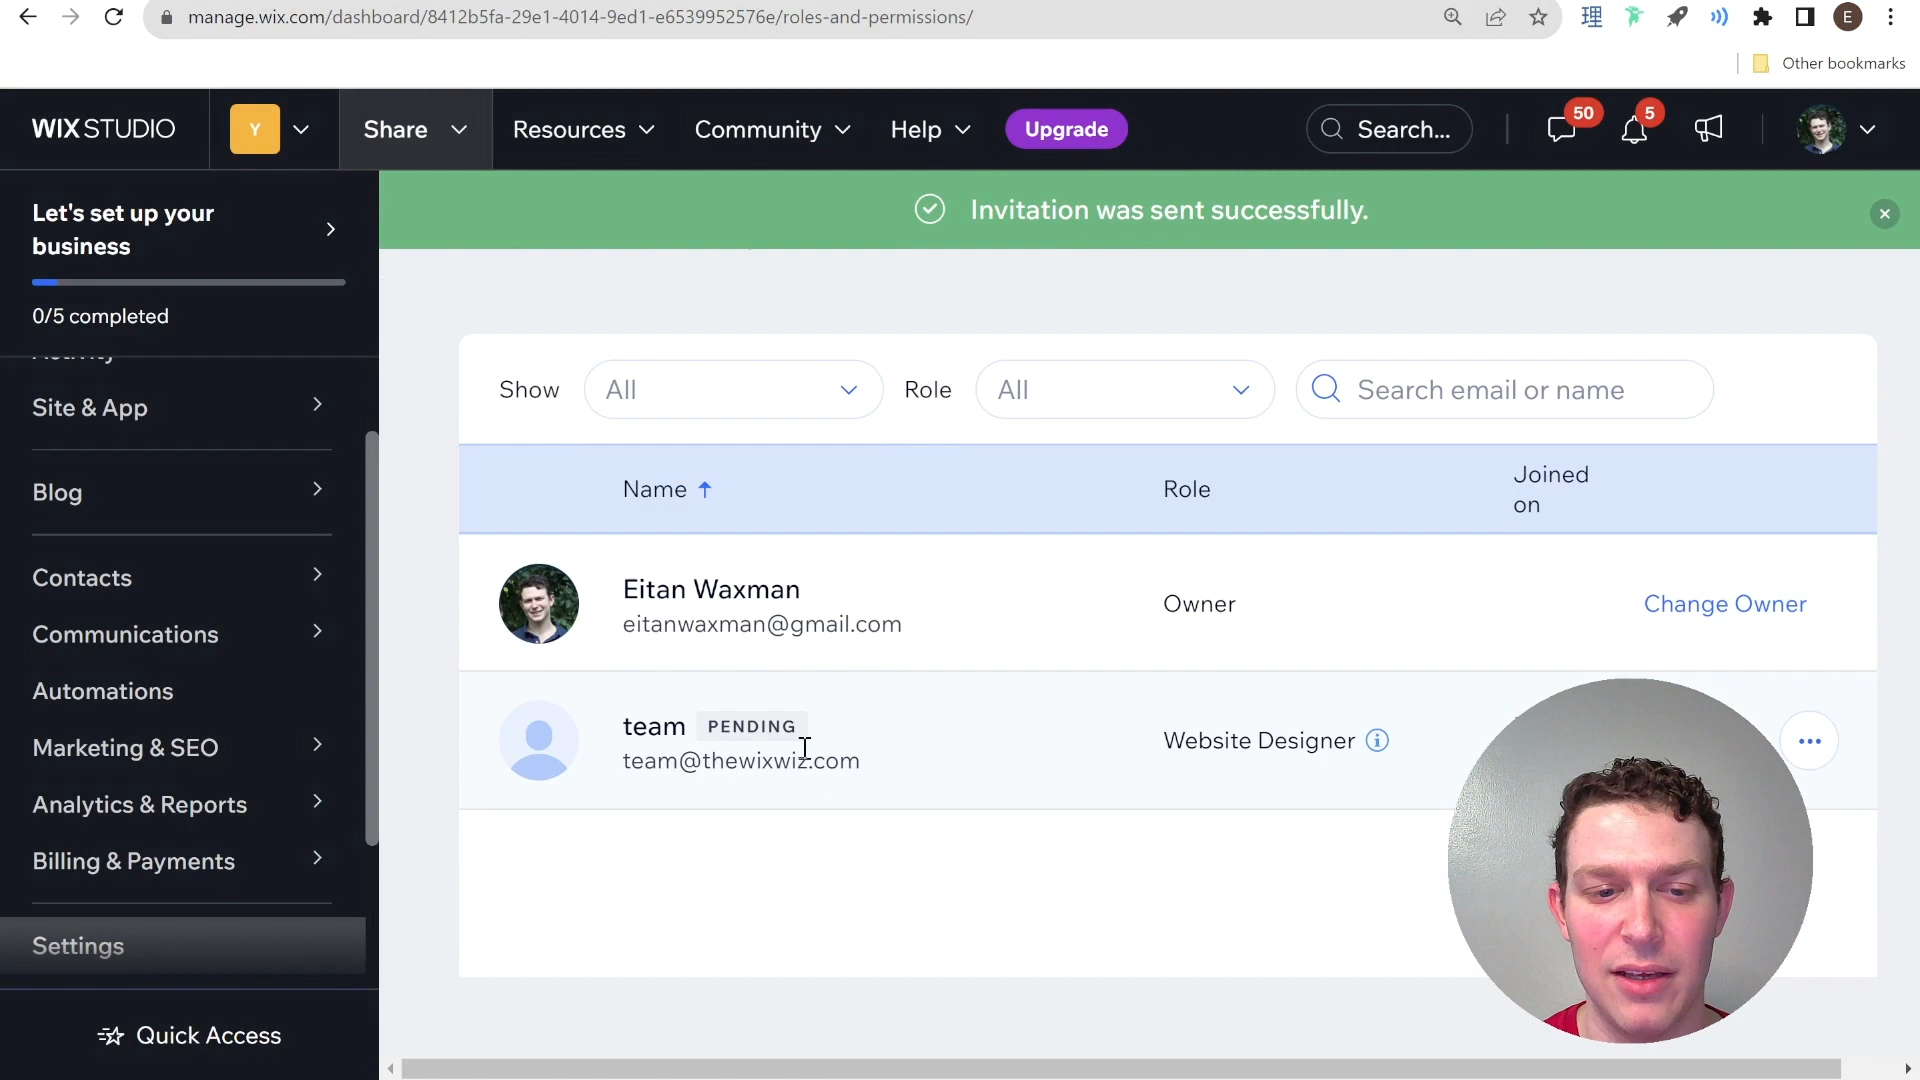 manage.wix.com/dashboard/8412b5fa-29e1-4014-9ed1-e6539952576e/roles-and-permissions/
理
E
Other bookmarks
WIX STUDIO
Y
Share
Resources
Community
Help
Upgrade
Search...
50
5
Let's set up your
business
0/5 completed
Activity
Site & App
Blog
Contacts
Communications
Automations
Marketing & SEO
Analytics & Reports
Billing & Payments
Settings
Quick Access
Invitation was sent successfully.
Show
All
Role
All
Search email or name
Name
Role
Joined
on
Eitan Waxman
eitanwaxman@gmail.com
Owner
Change Owner
team PENDING
team@thewixwiz.com
Website Designer